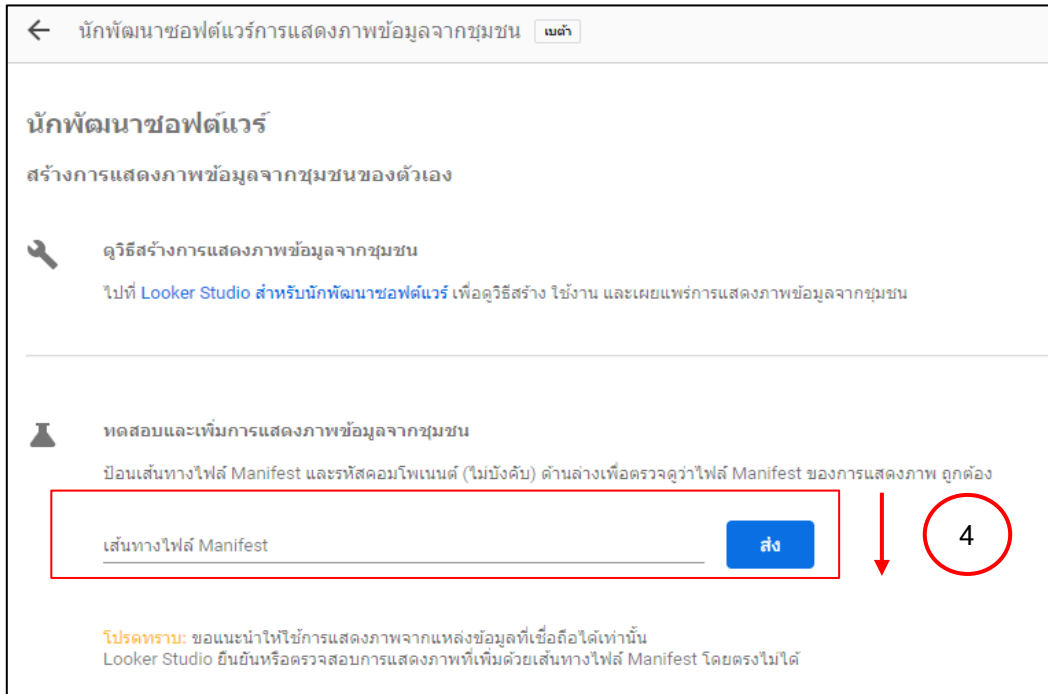 นักพัฒนาซอฟต์แวร์การแสดงภาพข้อมูลจากชุมชน เบต้า
นักพัฒนาซอฟต์แวร์
สร้างการแสดงภาพข้อมูลจากชุมชนของตัวเอง
ดูวิธีสร้างการแสดงภาพข้อมูลจากชุมชน
ไปที่ Looker Studio สำหรับนักพัฒนาซอฟต์แวร์ เพื่อดูวิธีสร้าง ใช้งาน และเผยแพร่การแสดงภาพข้อมูลจากชุมชน
ทดสอบและเพิ่มการแสดงภาพข้อมูลจากชุมชน
ป้อนเส้นทางไฟล์ Manifest และรหัสคอมโพเนนต์ (ไม่บังคับ) ด้านล่างเพื่อตรวจดูว่าไฟล์ Manifest ของการแสดงภาพ ถูกต้อง
เส้นทางไฟล์ Manifest ส่ง 4
โปรดทราบ: ขอแนะนำให้ใช้การแสดงภาพจากแหล่งข้อมูลที่เชื่อถือได้เท่านั้น
Looker Studio ยืนยันหรือตรวจสอบการแสดงภาพที่เพิ่มด้วยเส้นทางไฟล์ Manifest โดยตรงไม่ได้